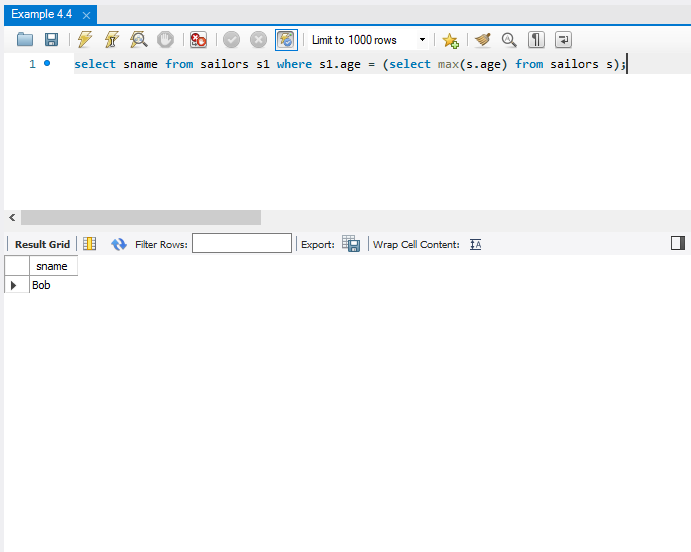 Example 4.4
Limit to 1000 rows
1 select sname from sailors s1 where s1.age = (select max(s.age) from sailors s);
Result Grid Filter Rows: Export: Wrap Cell Content:
sname
Bob